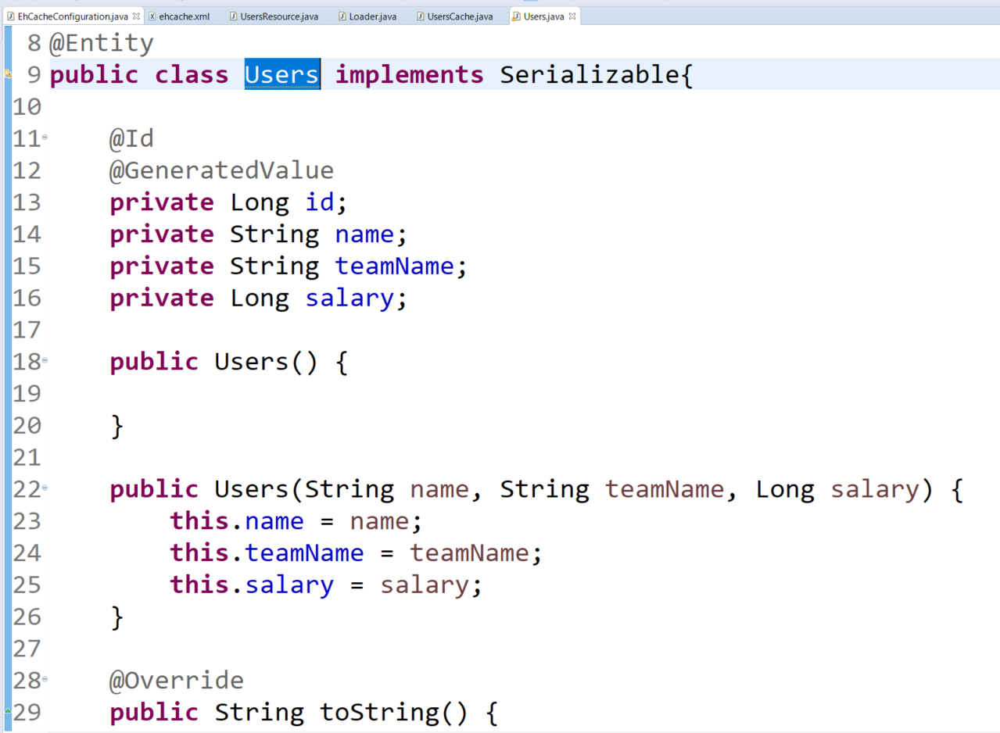 EhCacheConfiguration.java ehcache.xml UsersResource.java Loader.java UsersCache.java Users.java
8 @Entity
9 public class Users implements Serializable{
10
11 @Id
12 @GeneratedValue
13 private Long id;
14 private String name;
15 private String teamName;
16 private Long salary;
17
18 public Users() {
19
20 }
21
22 public Users(String name, String teamName, Long salary) {
23 this.name = name;
24 this.teamName = teamName;
25 this.salary = salary;
26 }
27
28 @Override
29 public String toString() {